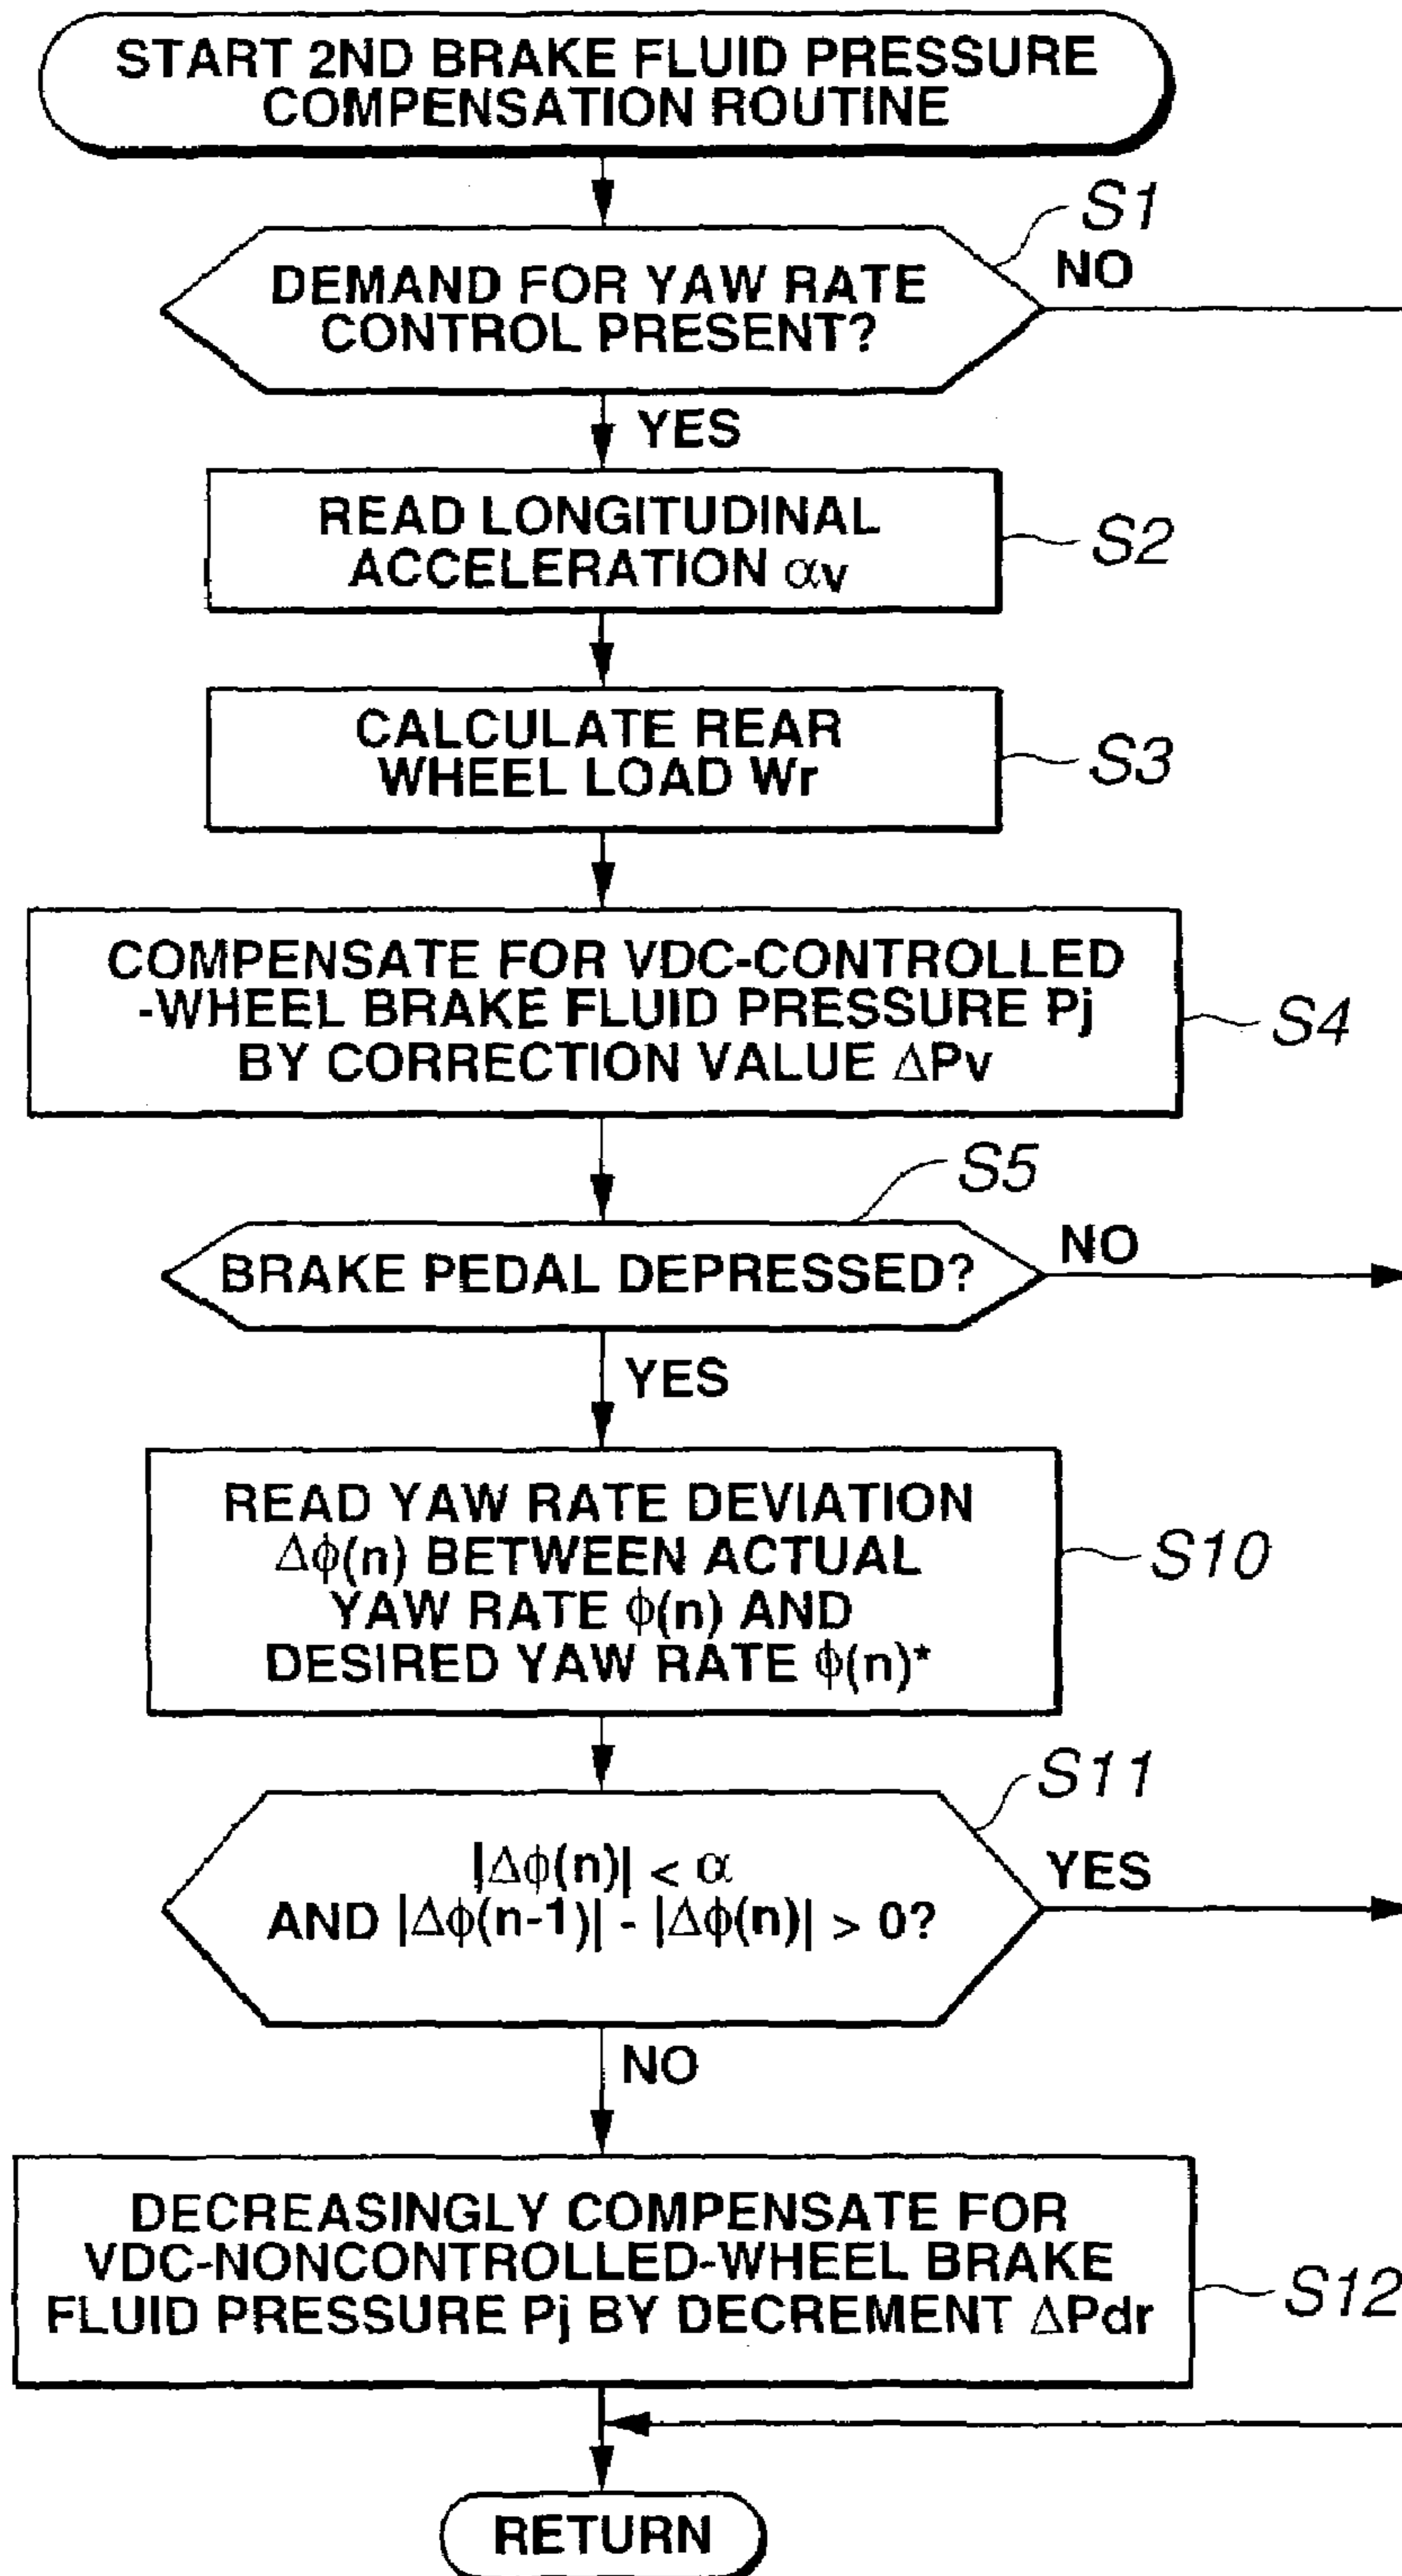 START 2ND BRAKE FLUID PRESSURE
COMPENSATION ROUTINE
S1
DEMAND FOR YAW RATE
CONTROL PRESENT?
NO
YES
READ LONGITUDINAL
ACCELERATION αv
S2
CALCULATE REAR
WHEEL LOAD Wr
S3
COMPENSATE FOR VDC-CONTROLLED
-WHEEL BRAKE FLUID PRESSURE Pj
BY CORRECTION VALUE ΔPv
S4
S5
BRAKE PEDAL DEPRESSED?
NO
YES
READ YAW RATE DEVIATION
Δϕ(n) BETWEEN ACTUAL
YAW RATE ϕ(n) AND
DESIRED YAW RATE ϕ(n)*
S10
S11
|Δϕ(n)| < α
AND |Δϕ(n-1)| - |Δϕ(n)| > 0?
YES
NO
DECREASINGLY COMPENSATE FOR
VDC-NONCONTROLLED-WHEEL BRAKE
FLUID PRESSURE Pj BY DECREMENT ΔPdr
S12
RETURN